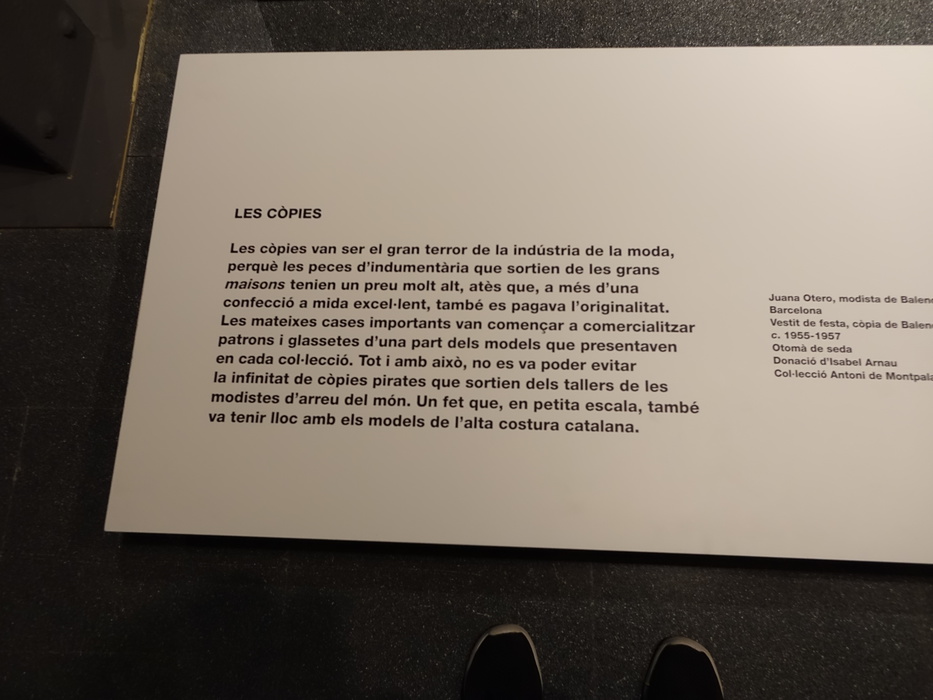 LES CÒPIES
Les còpies van ser el gran terror de la indústria de la moda,
perquè les peces d'indumentària que sortien de les grans
maisons tenien un preu molt alt, atès que, a més d'una
confecció a mida excel·lent, també es pagava l'originalitat.
Les mateixes cases importants van començar a comercialitzar
patrons i glassetes d'una part dels models que presentaven
en cada col·lecció. Tot i amb això, no es va poder evitar
la infinitat de còpies pirates que sortien dels tallers de les
modistes d'arreu del món. Un fet que, en petita escala, també
va tenir lloc amb els models de l'alta costura catalana.
Juana Otero, modista de
Barcelona
Vestit de festa, còpia de
c. 1955-1957
Otomà de seda
Donació d'Isabel Arnau
Col·lecció Antoni de